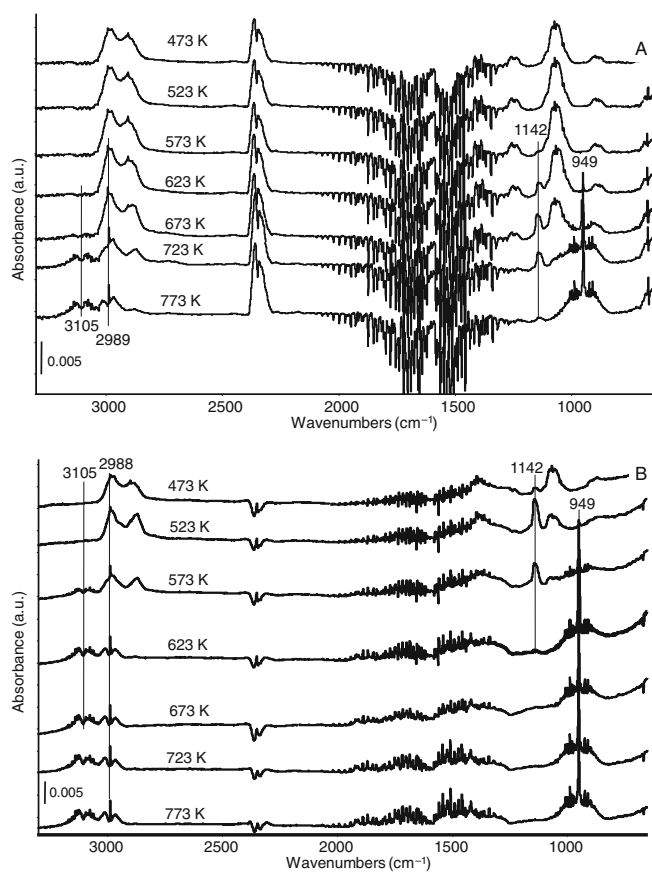 A
473 K
523 K
573 K
623 K
673 K
723 K
773 K
1142
949
3105
2989
0.005
Absorbance (a.u.)
3000 2500 2000 1500 1000
Wavenumbers (cm⁻¹)
B
3105 2988
473 K
523 K
573 K
623 K
673 K
723 K
773 K
1142
949
0.005
Absorbance (a.u.)
3000 2500 2000 1500 1000
Wavenumbers (cm⁻¹)